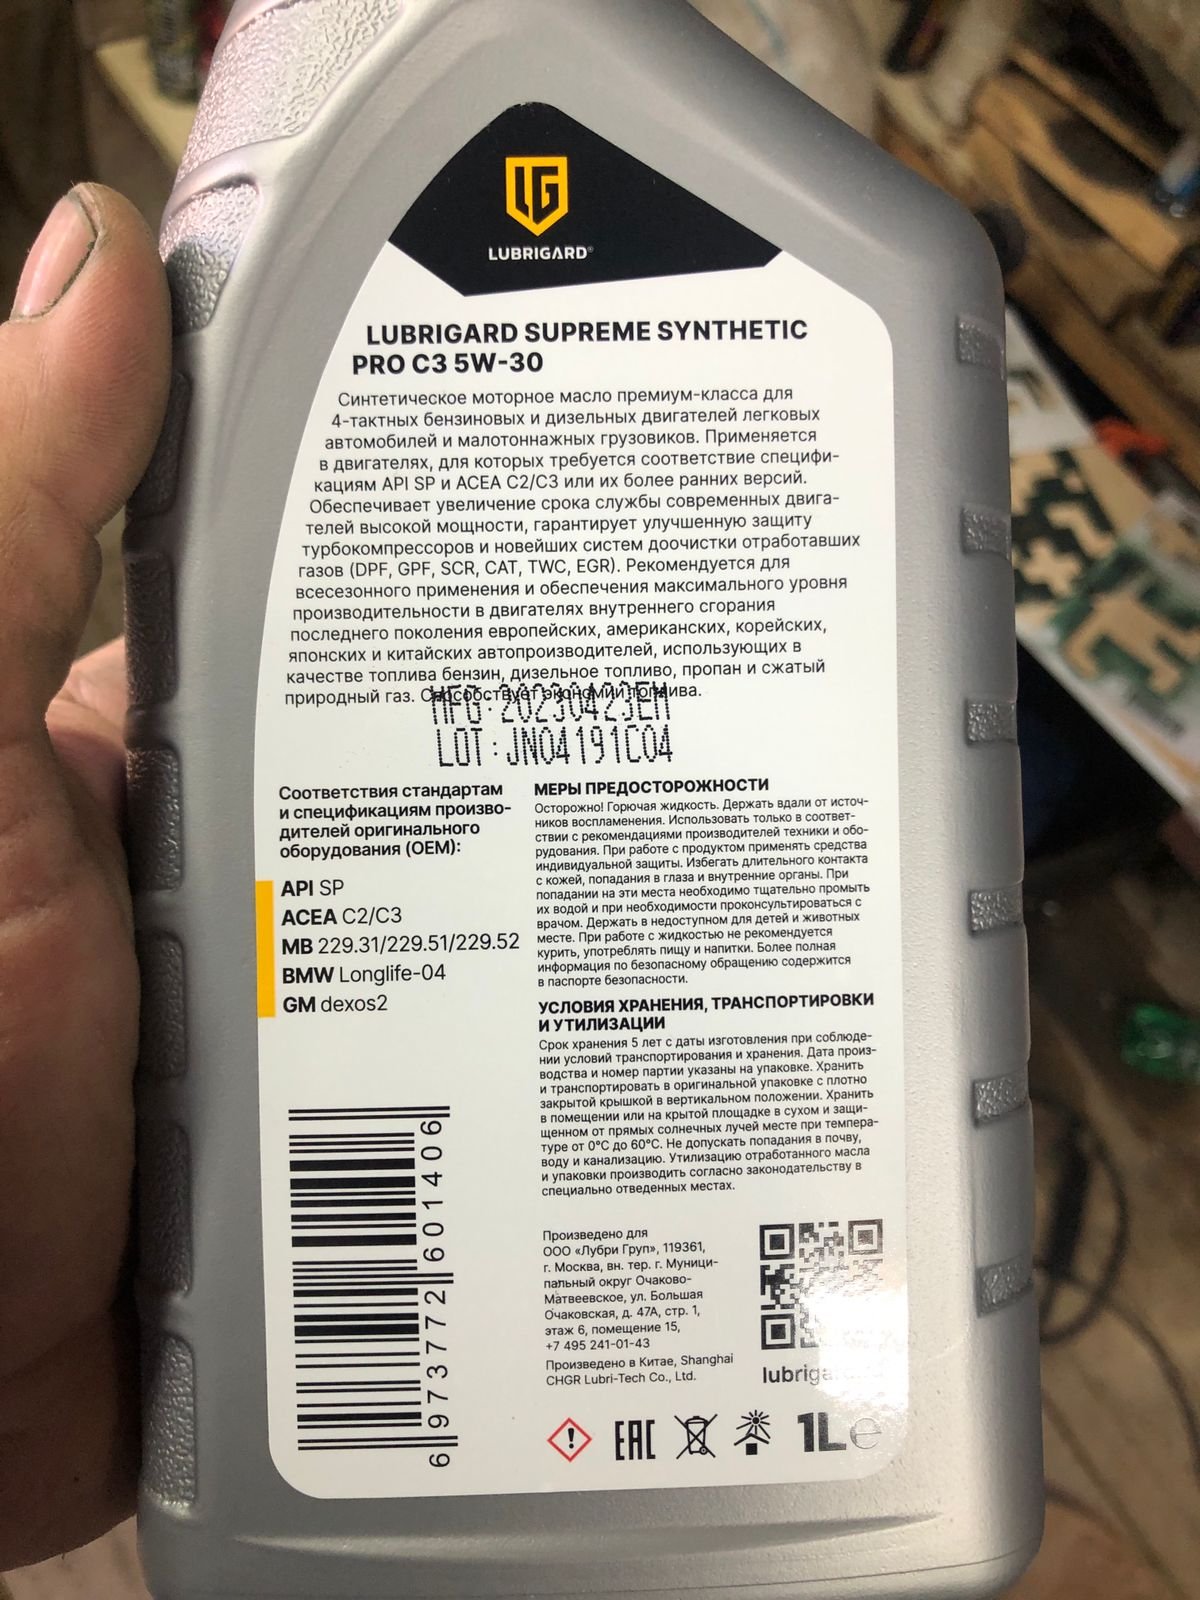 LG
LUBRIGARD®
LUBRIGARD SUPREME SYNTHETIC
PRO C3 5W-30
Синтетическое моторное масло премиум-класса для
4-тактных бензиновых и дизельных двигателей легковых
автомобилей и малотоннажных грузовиков. Применяется
в двигателях, для которых требуется соответствие специфи-
кациям API SP и ACEA C2/C3 или их более ранних версий.
Обеспечивает увеличение срока службы современных двига-
телей высокой мощности, гарантирует улучшенную защиту
турбокомпрессоров и новейших систем доочистки отработавших
газов (DPF, GPF, SCR, CAT, TWC, EGR). Рекомендуется для
всесезонного применения и обеспечения максимального уровня
производительности в двигателях внутреннего сгорания
последнего поколения европейских, американских, корейских,
японских и китайских автопроизводителей, использующих в
качестве топлива бензин, дизельное топливо, пропан и сжатый
природный газ. Способствует экономии топлива.
MFG:20230423EM
LOT:JN04191C04
Соответствия стандартам
и спецификациям произво-
дителей оригинального
оборудования (OEM):
API SP
ACEA C2/C3
MB 229.31/229.51/229.52
BMW Longlife-04
GM dexos2
6973772601406
МЕРЫ ПРЕДОСТОРОЖНОСТИ
Осторожно! Горючая жидкость. Держать вдали от источ-
ников воспламенения. Использовать только в соответ-
ствии с рекомендациями производителей техники и обо-
рудования. При работе с продуктом применять средства
индивидуальной защиты. Избегать длительного контакта
с кожей, попадания в глаза и внутренние органы. При
попадании на эти места необходимо тщательно промыть
их водой и при необходимости проконсультироваться с
врачом. Держать в недоступном для детей и животных
месте. При работе с жидкостью не рекомендуется
курить, употреблять пищу и напитки. Более полная
информация по безопасному обращению содержится
в паспорте безопасности.
УСЛОВИЯ ХРАНЕНИЯ, ТРАНСПОРТИРОВКИ
И УТИЛИЗАЦИИ
Срок хранения 5 лет с даты изготовления при соблюде-
нии условий транспортирования и хранения. Дата произ-
водства и номер партии указаны на упаковке. Хранить
и транспортировать в оригинальной упаковке с плотно
закрытой крышкой в вертикальном положении. Хранить
в помещении или на крытой площадке в сухом и защи-
щенном от прямых солнечных лучей месте при темпера-
туре от 0°C до 60°C. Не допускать попадания в почву,
воду и канализацию. Утилизацию отработанного масла
и упаковки производить согласно законодательству в
специально отведенных местах.
Произведено для
ООО «Лубри Груп», 119361,
г. Москва, вн. тер. г. Муници-
пальный округ Очаково-
Матвеевское, ул. Большая
Очаковская, д. 47А, стр. 1,
этаж 6, помещение 15,
+7 495 241-01-43
Произведено в Китае, Shanghai
CHGR Lubri-Tech Co., Ltd.
EAC
1L e